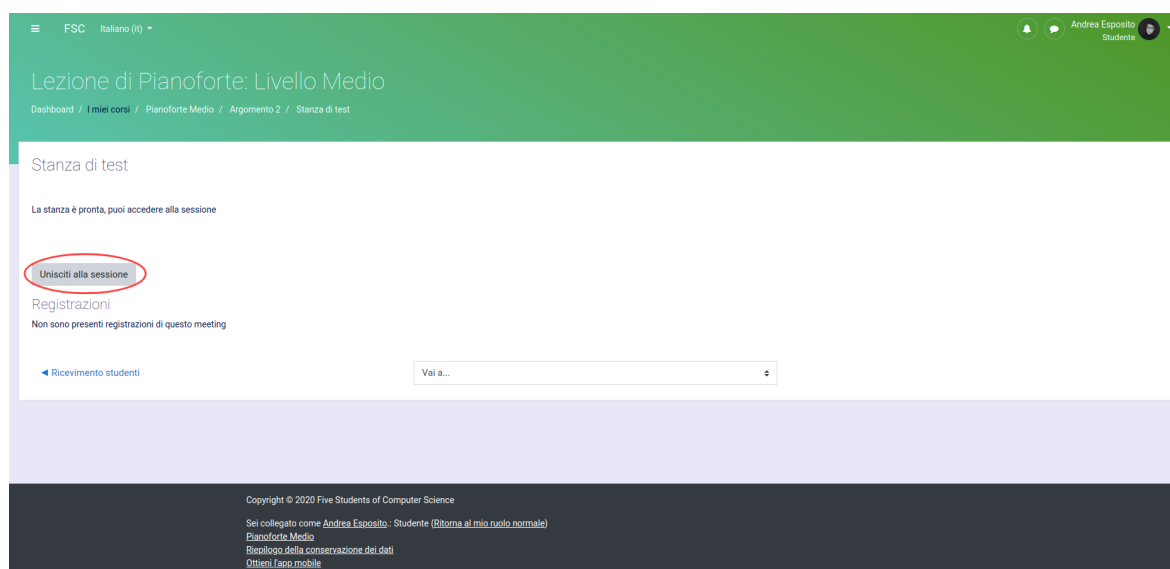 FSC Italiano (it)
Andrea Esposito
Studente
Lezione di Pianoforte: Livello Medio
Dashboard / I miei corsi / Pianoforte Medio / Argomento 2 / Stanza di test
Stanza di test
La stanza è pronta, puoi accedere alla sessione
Unisciti alla sessione
Registrazioni
Non sono presenti registrazioni di questo meeting
◄ Ricevimento studenti
Vai a...
Copyright © 2020 Five Students of Computer Science
Sei collegato come Andrea Esposito.: Studente (Ritorna al mio ruolo normale)
Pianoforte Medio
Riepilogo della conservazione dei dati
Ottieni l'app mobile